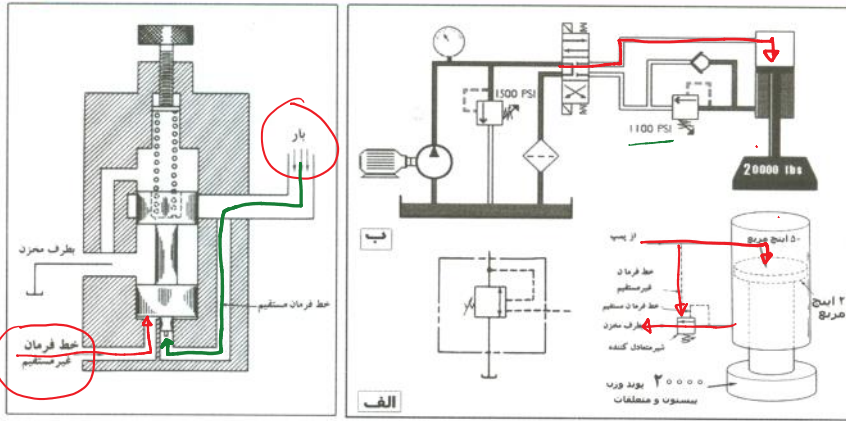 بار
بطرف مخزن
خط فرمان مستقیم
خط فرمان
غیرمستقیم
1500 PSI
1100 PSI
20000 lbs
ب
از پمپ
۵۰ اینچ مربع
خط فرمان
غیرمستقیم
خط فرمان مستقیم
بطرف مخزن
شیرمتعادل کننده
۲ اینچ
مربع
۲۰۰۰۰ پوند وزن
پیستون و متعلقات
الف